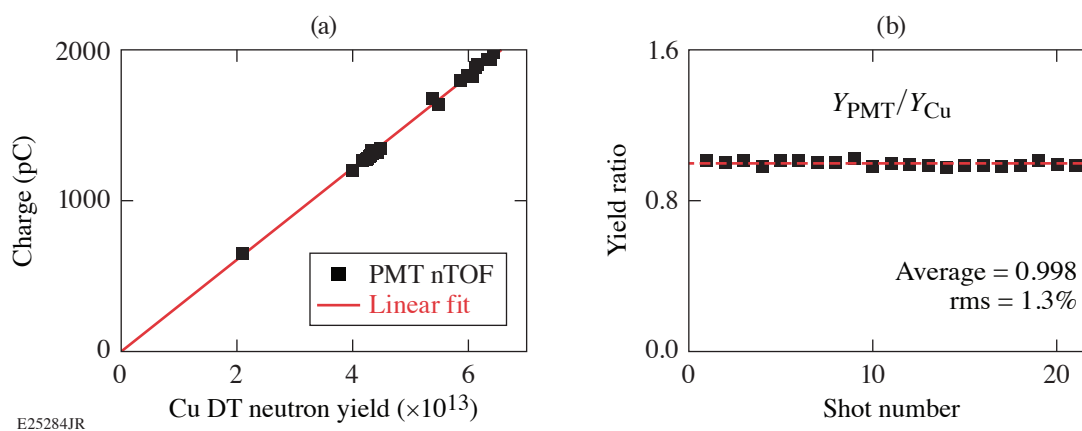 (a)
2000
1000
0
Charge (pC)
0 2 4 6
Cu DT neutron yield (×10¹³)
PMT nTOF
Linear fit
E25284JR
(b)
1.6
0.8
0.0
Yield ratio
Y_PMT/Y_Cu
Average = 0.998
rms = 1.3%
0 10 20
Shot number